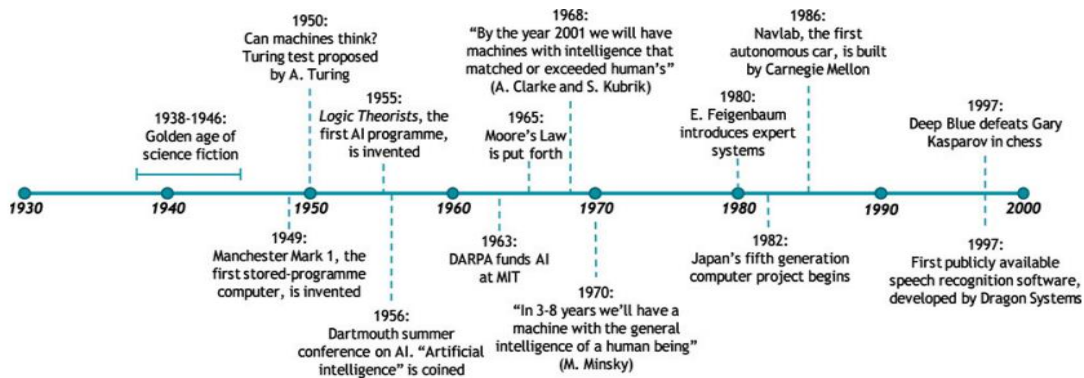 1938-1946:
Golden age of
science fiction
1950:
Can machines think?
Turing test proposed
by A. Turing
1955:
Logic Theorists, the
first AI programme,
is invented
1965:
Moore's Law
is put forth
1968:
"By the year 2001 we will have
machines with intelligence that
matched or exceeded human's"
(A. Clarke and S. Kubrik)
1980:
E. Feigenbaum
introduces expert
systems
1986:
Navlab, the first
autonomous car, is built
by Carnegie Mellon
1997:
Deep Blue defeats Gary
Kasparov in chess
1930 1940 1950 1960 1970 1980 1990 2000
1949:
Manchester Mark 1, the
first stored-programme
computer, is invented
1956:
Dartmouth summer
conference on AI. "Artificial
intelligence" is coined
1963:
DARPA funds AI
at MIT
1970:
"In 3-8 years we'll have a
machine with the general
intelligence of a human being"
(M. Minsky)
1982:
Japan's fifth generation
computer project begins
1997:
First publicly available
speech recognition software,
developed by Dragon Systems